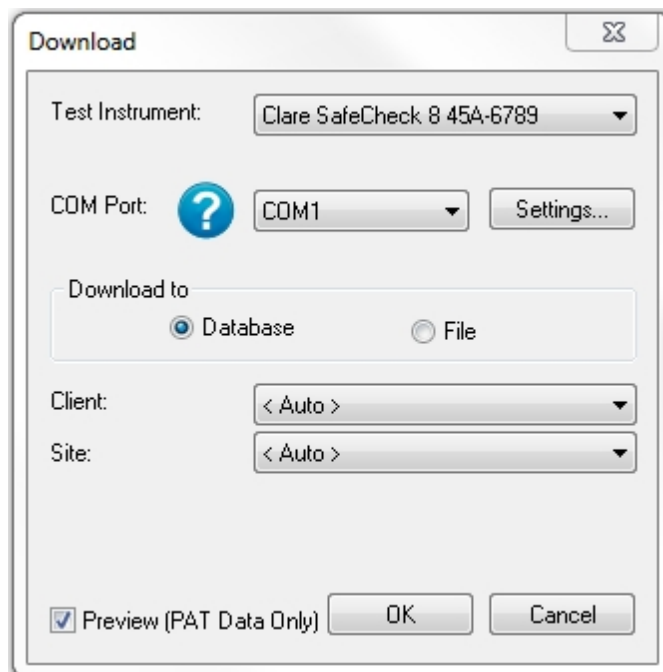 Download
Test Instrument: Clare SafeCheck 8 45A-6789
COM Port: ? COM1 Settings...
Download to
Database File
Client: < Auto >
Site: < Auto >
Preview (PAT Data Only) OK Cancel